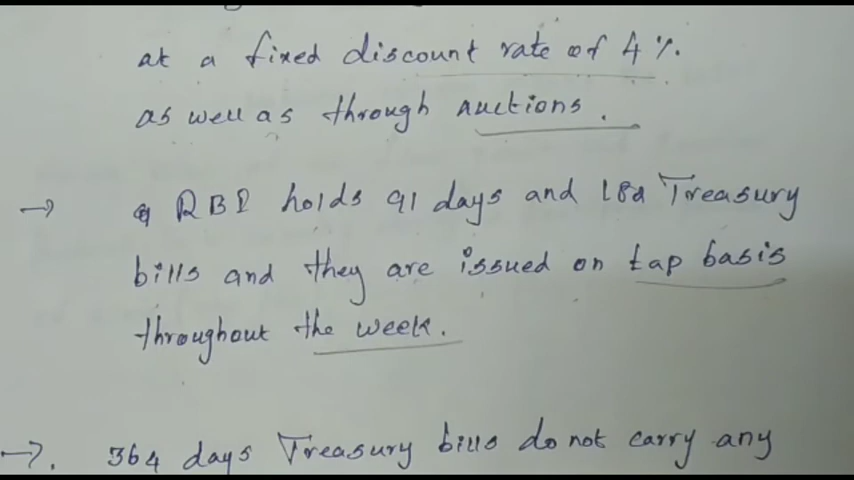 at a fixed discount rate of 4 %.
as well as through auctions.
→ RBI holds 91 days and 182 Treasury
bills and they are issued on tap basis
throughout the week.
→. 364 days Treasury bills do not carry any